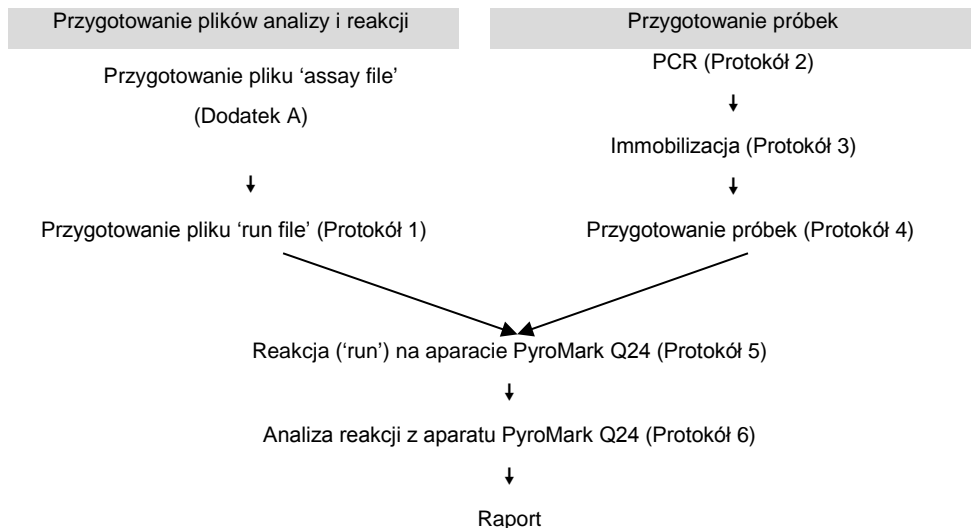 Przygotowanie plików analizy i reakcji
Przygotowanie pliku ‘assay file’
(Dodatek A)
Przygotowanie pliku ‘run file’ (Protokół 1)
Przygotowanie próbek
PCR (Protokół 2)
Immobilizacja (Protokół 3)
Przygotowanie próbek (Protokół 4)
Reakcja (‘run’) na aparacie PyroMark Q24 (Protokół 5)
Analiza reakcji z aparatu PyroMark Q24 (Protokół 6)
Raport